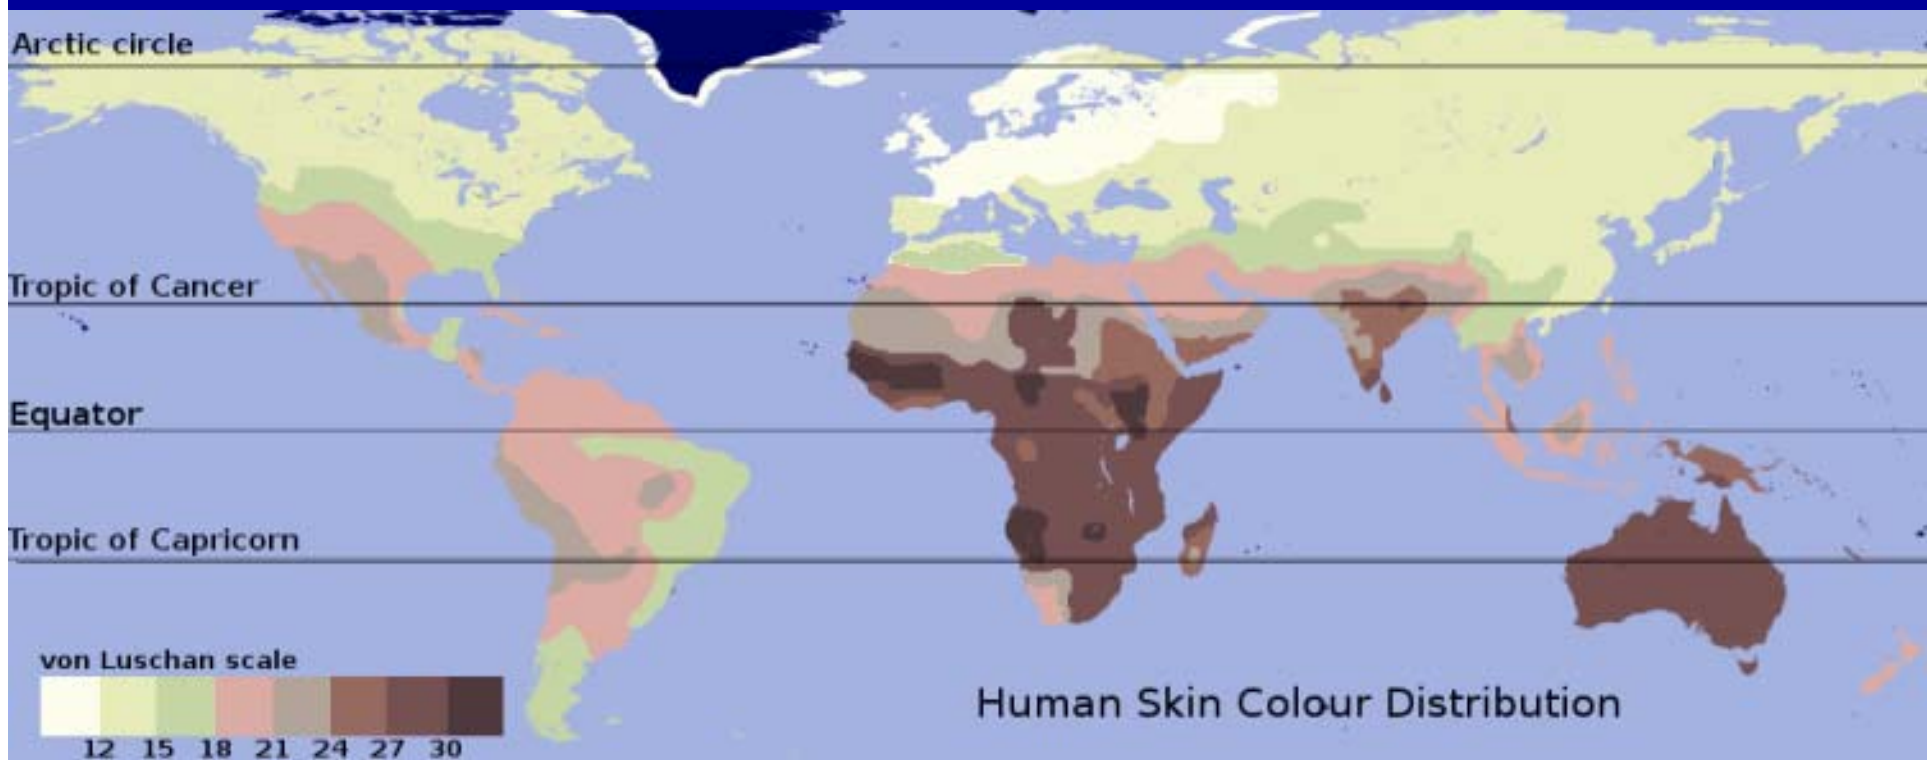 Arctic circle
Tropic of Cancer
Equator
Tropic of Capricorn
von Luschan scale
12 15 18 21 24 27 30
Human Skin Colour Distribution